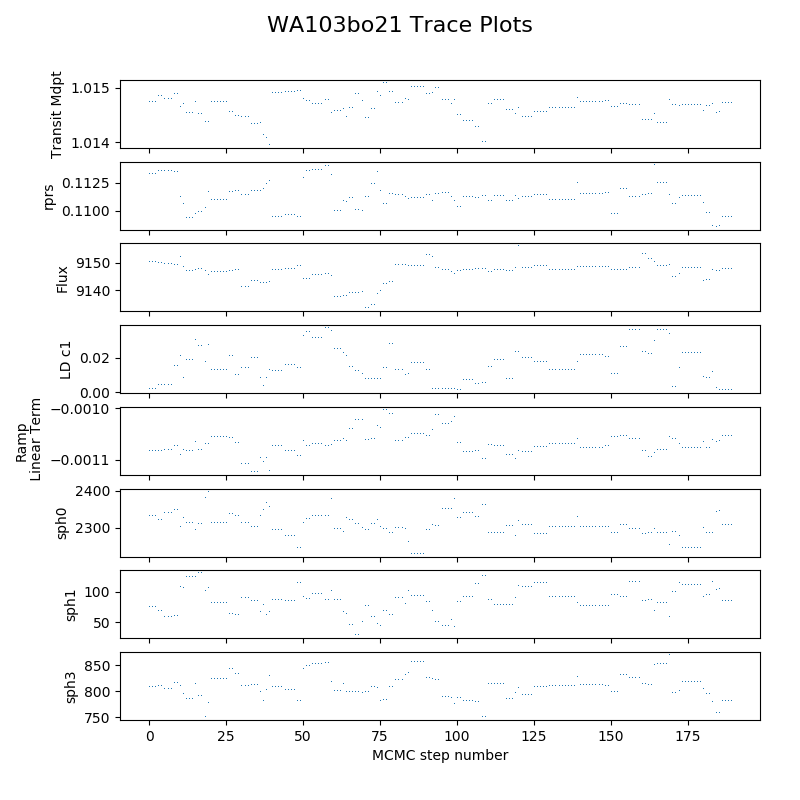 WA103bo21 Trace Plots
Transit Mdpt
1.015
1.014
rprs
0.1125
0.1100
Flux
9150
9140
LD c1
0.02
0.00
Ramp
Linear Term
−0.0010
−0.0011
sph0
2400
2300
sph1
100
50
sph3
850
800
750
0 25 50 75 100 125 150 175
MCMC step number